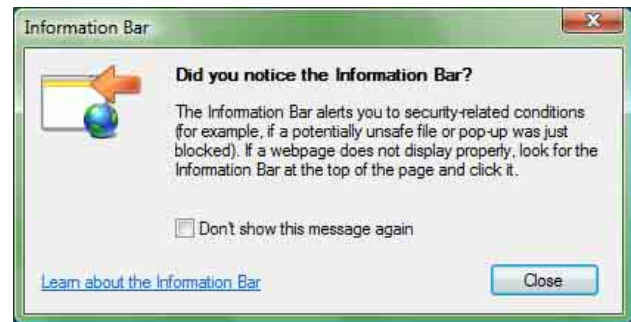 Information Bar
Did you notice the Information Bar?
The Information Bar alerts you to security-related conditions
(for example, if a potentially unsafe file or pop-up was just
blocked). If a webpage does not display properly, look for the
Information Bar at the top of the page and click it.
Don't show this message again
Learn about the Information Bar
Close